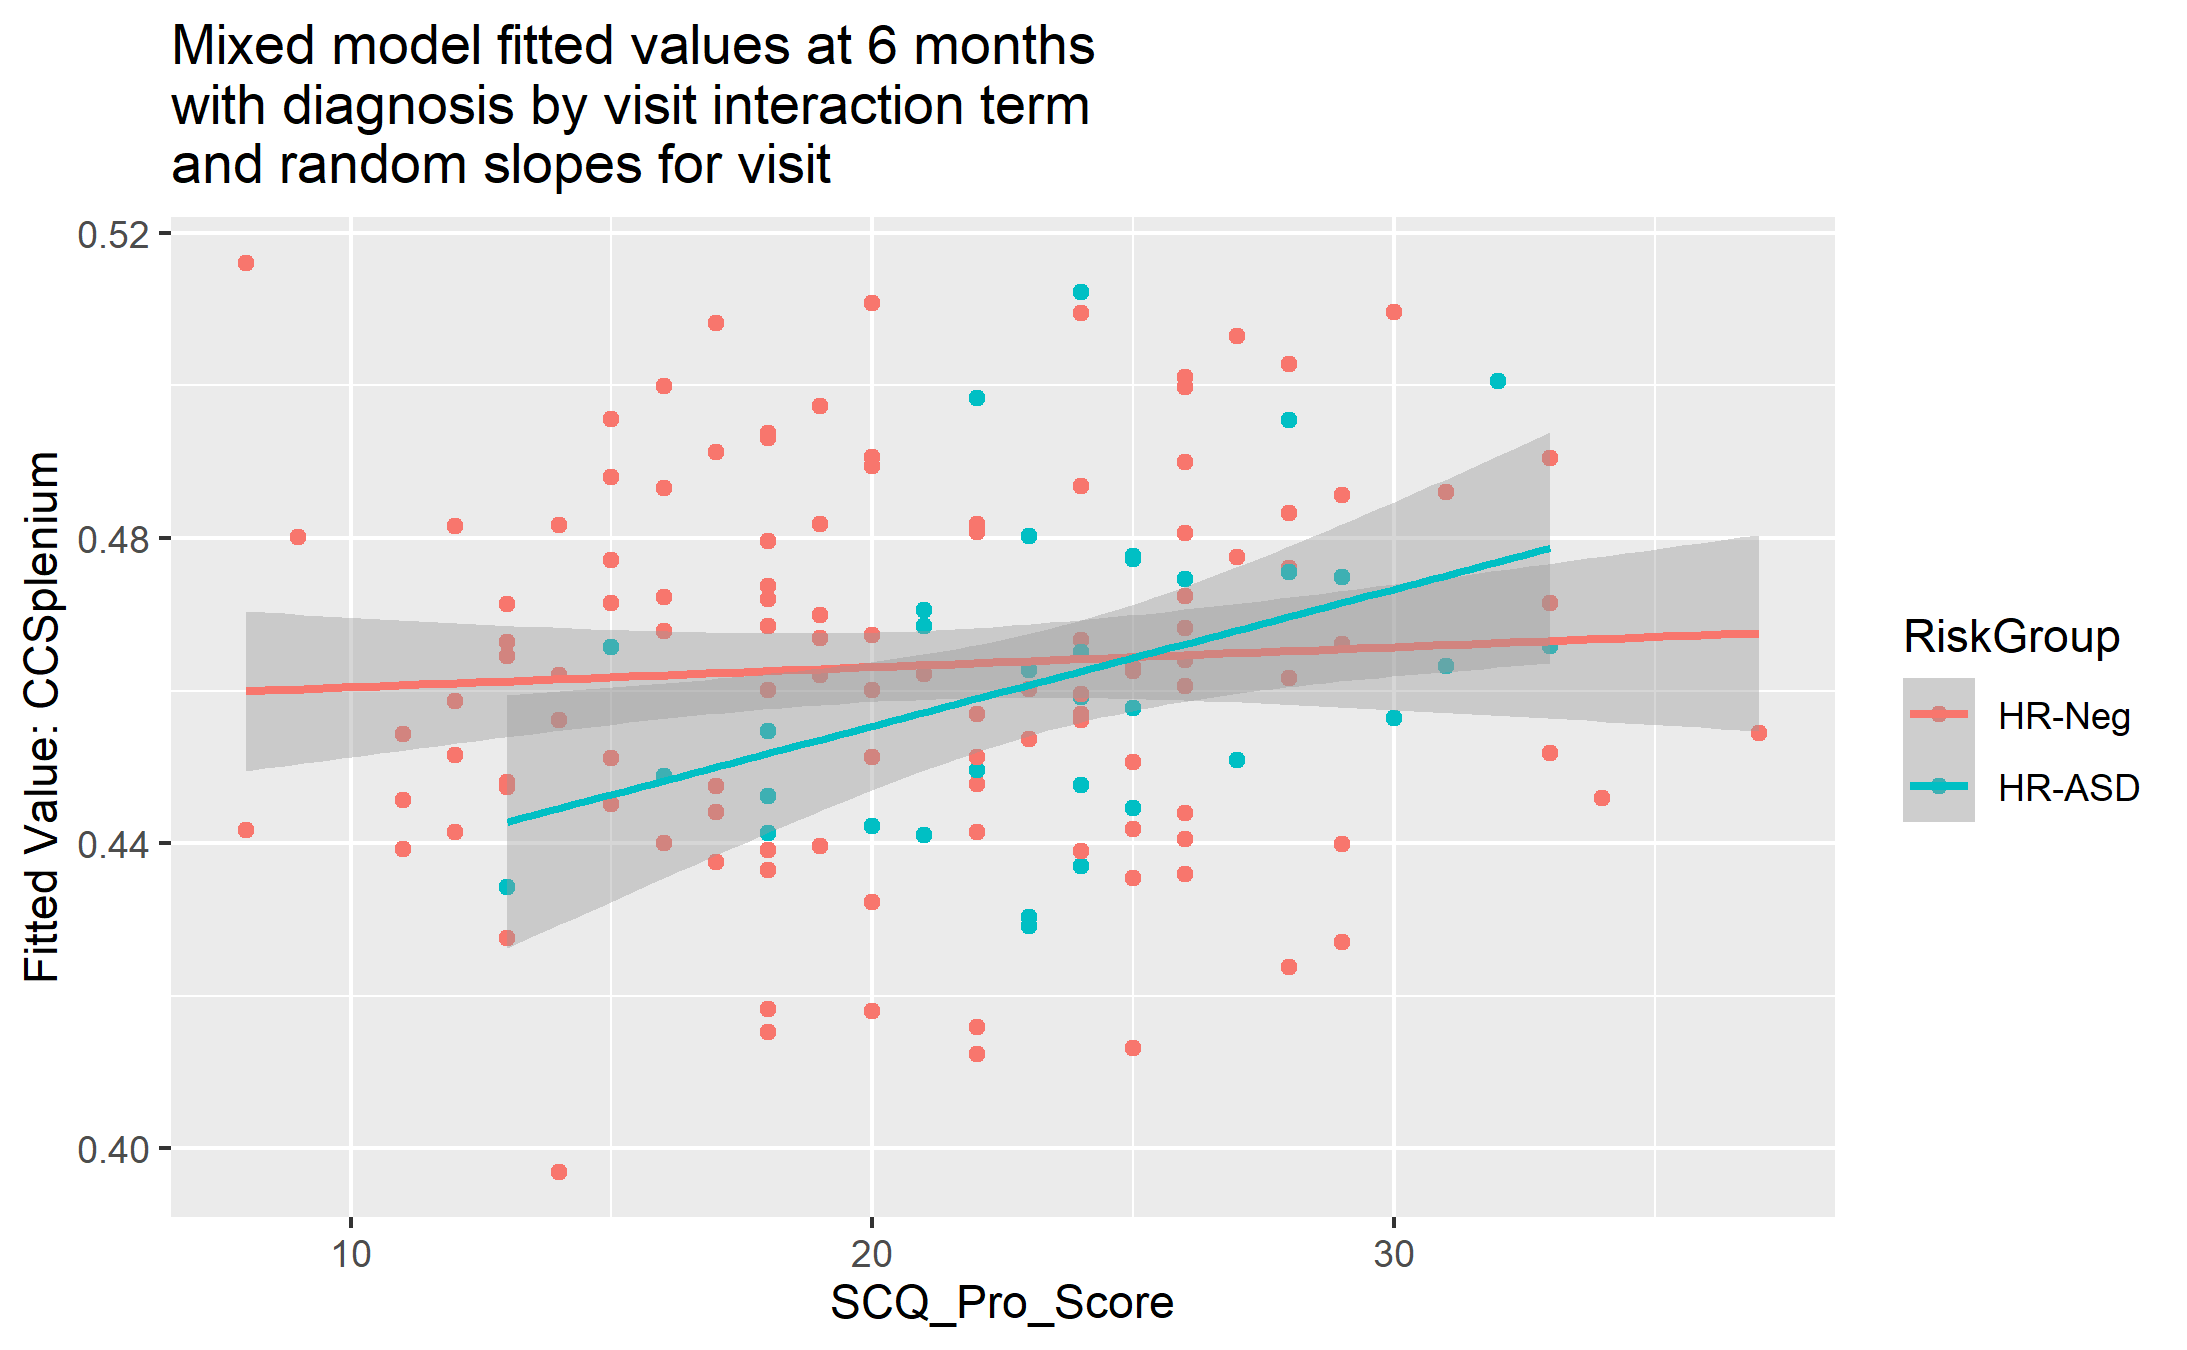 Mixed model fitted values at 6 months
with diagnosis by visit interaction term
and random slopes for visit
0.52
0.48
0.44
0.40
Fitted Value: CCSplenium
10 20 30
SCQ_Pro_Score
RiskGroup
HR-Neg
HR-ASD